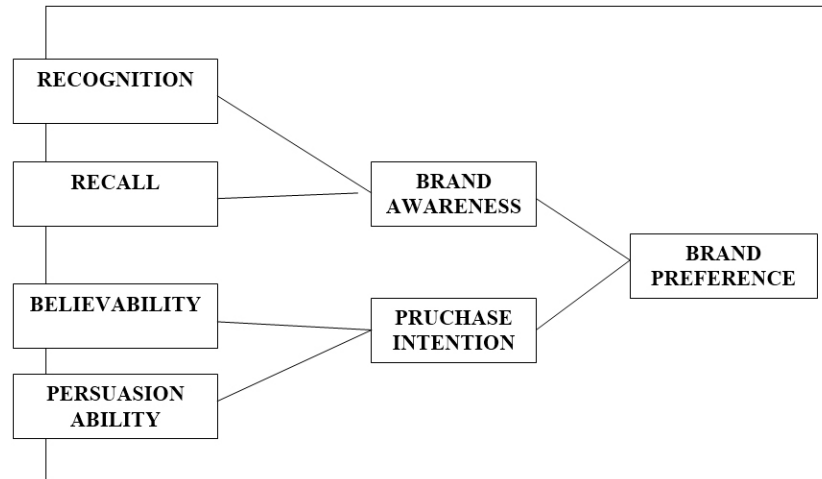 RECOGNITION
RECALL
BRAND
AWARENESS
BRAND
PREFERENCE
BELIEVABILITY
PRUCHASE
INTENTION
PERSUASION
ABILITY